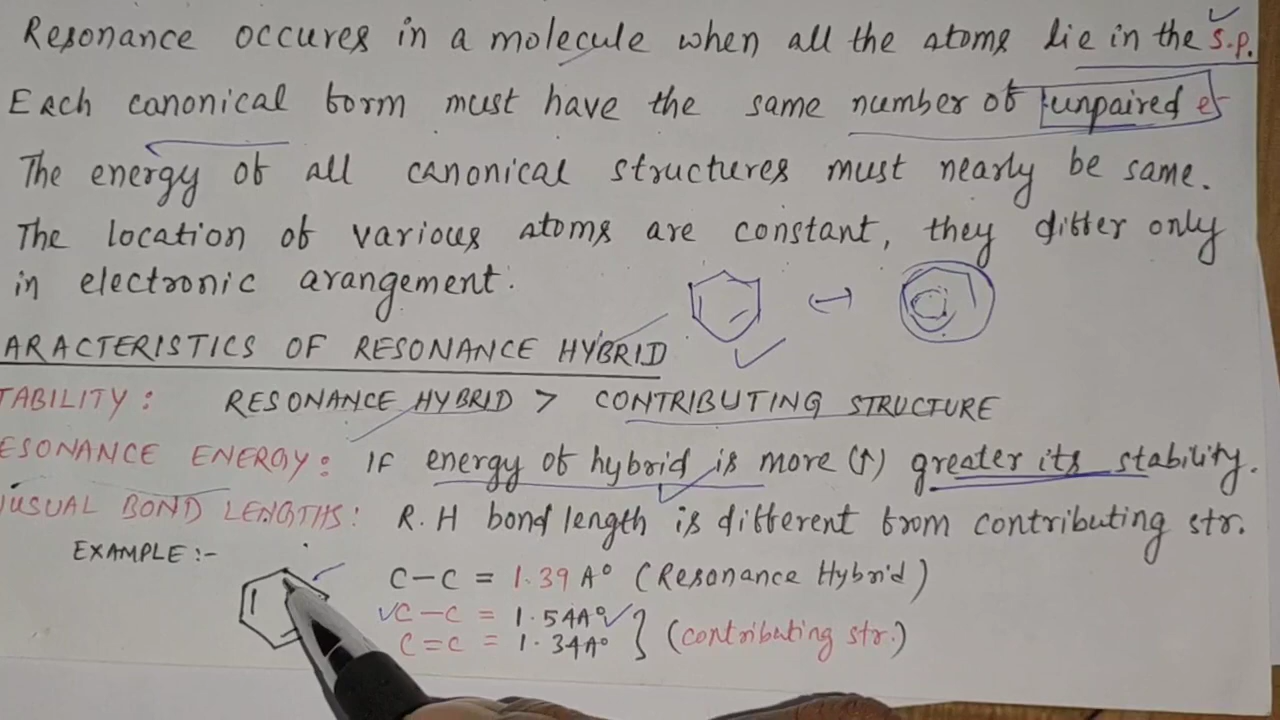 Resonance occures in a molecule when all the atoms lie in the s.p.
Each canonical form must have the same number of unpaired e-
The energy of all canonical structures must nearly be same.
The location of various atoms are constant, they differ only
in electronic arangement.
ARACTERISTICS OF RESONANCE HYBRID
TABILITY: RESONANCE HYBRID > CONTRIBUTING STRUCTURE
ESONANCE ENERGY: IF energy of hybrid is more (↑) greater its stability.
USUAL BOND LENGTHS: R.H bond length is different from contributing str.
EXAMPLE :-
C-C = 1.39 A° (Resonance Hybrid)
C-C = 1.54A°
C=C = 1.34A° } (contributing str.)